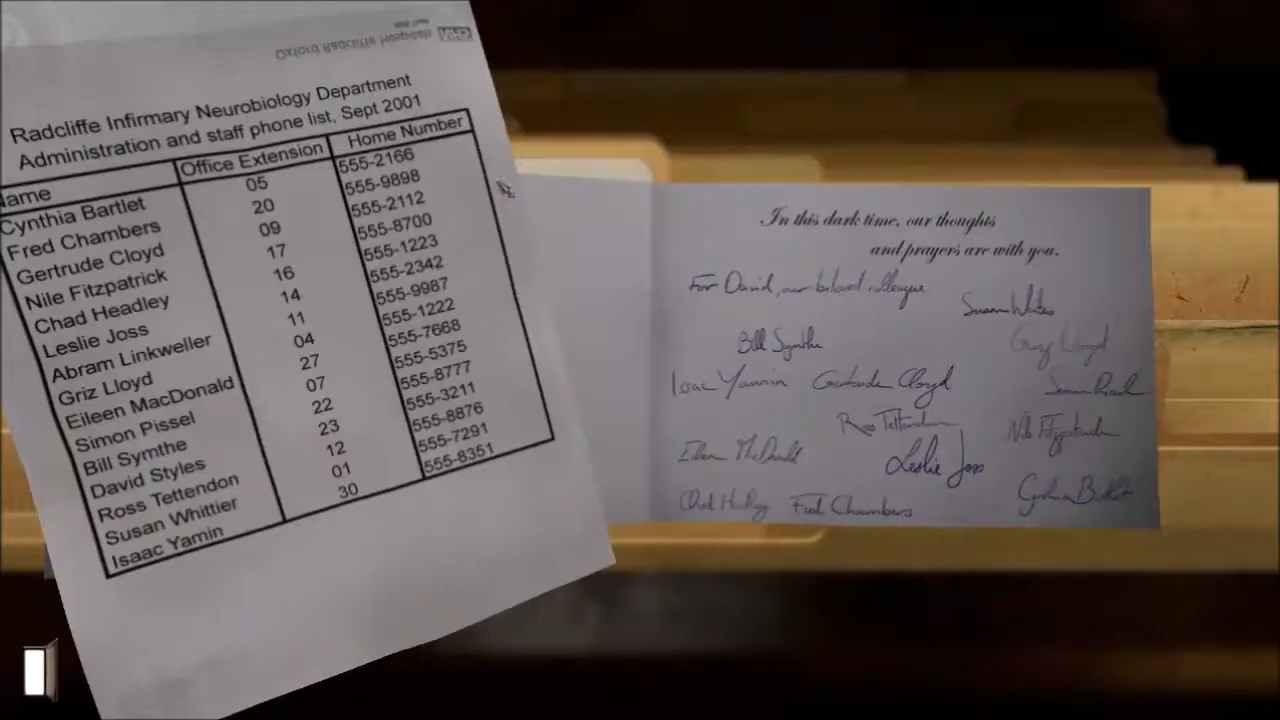 NHS
Oxford Radcliffe Hospitals
Radcliffe Infirmary Neurobiology Department
Administration and staff phone list, Sept 2001
Name Office Extension Home Number
Cynthia Bartlet 05 555-2166
Fred Chambers 20 555-9898
Gertrude Cloyd 09 555-2112
Nile Fitzpatrick 17 555-8700
Chad Headley 16 555-1223
Leslie Joss 14 555-2342
Abram Linkweller 11 555-9987
Griz Lloyd 04 555-1222
Eileen MacDonald 27 555-7668
Simon Pissel 07 555-5375
Bill Symthe 22 555-8777
David Styles 23 555-3211
Ross Tettendon 12 555-8876
Susan Whittier 01 555-7291
Isaac Yamin 30 555-8351
In this dark time, our thoughts
and prayers are with you.
For David, our beloved colleague
Susan
Bill Symthe
Lloyd
Isaac Yamin Gertrude Cloyd
Ross Tettendon
Nile Fitzpatrick
Eileen McDonald
Leslie Joss
Chad Headley Fred Chambers